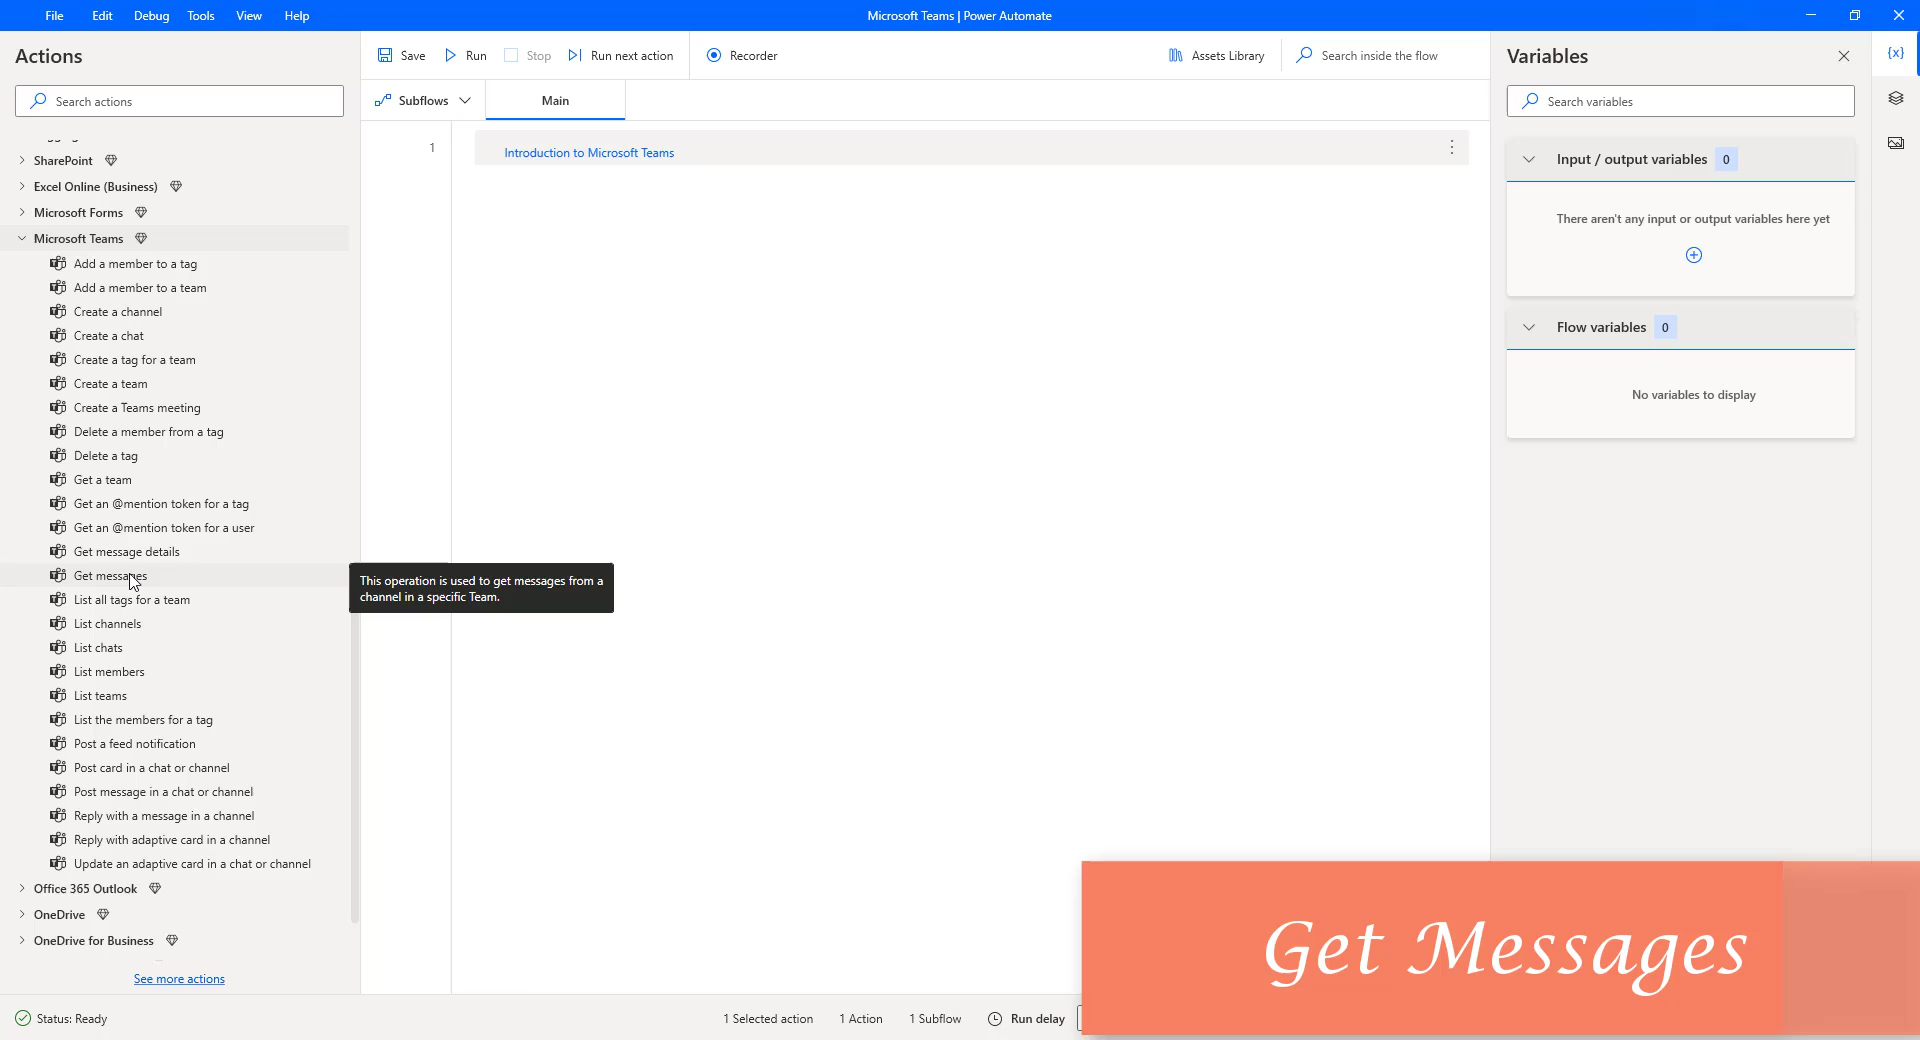 File Edit Debug Tools View Help
Microsoft Teams | Power Automate
Actions
Search actions
SharePoint
Excel Online (Business)
Microsoft Forms
Microsoft Teams
Add a member to a tag
Add a member to a team
Create a channel
Create a chat
Create a tag for a team
Create a team
Create a Teams meeting
Delete a member from a tag
Delete a tag
Get a team
Get an @mention token for a tag
Get an @mention token for a user
Get message details
Get messages
List all tags for a team
List channels
List chats
List members
List teams
List the members for a tag
Post a feed notification
Post card in a chat or channel
Post message in a chat or channel
Reply with a message in a channel
Reply with adaptive card in a channel
Update an adaptive card in a chat or channel
Office 365 Outlook
OneDrive
OneDrive for Business
See more actions
Save Run Stop Run next action Recorder Assets Library Search inside the flow
Subflows Main
1 Introduction to Microsoft Teams
This operation is used to get messages from a
channel in a specific Team.
Variables
{x}
Search variables
Input / output variables 0
There aren't any input or output variables here yet
Flow variables 0
No variables to display
Get Messages
Status: Ready 1 Selected action 1 Action 1 Subflow Run delay